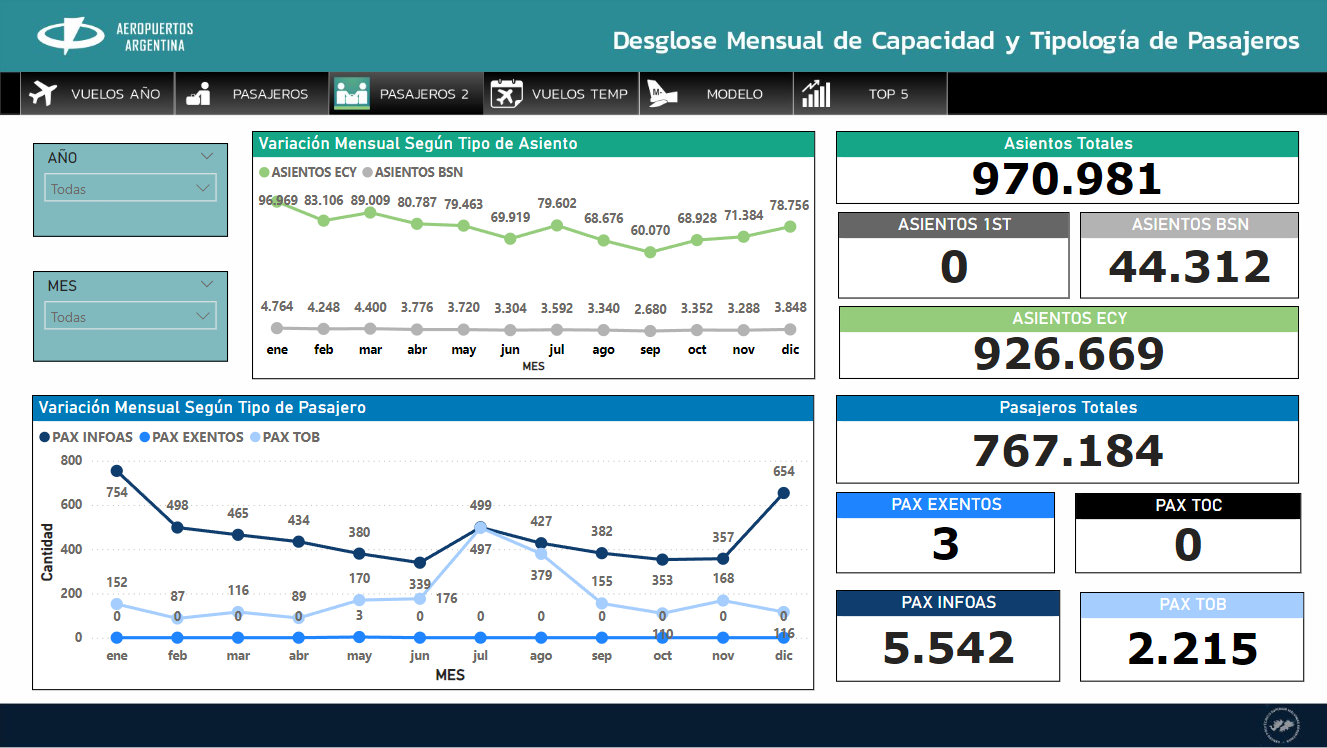 AEROPUERTOS
ARGENTINA
Desglose Mensual de Capacidad y Tipología de Pasajeros
VUELOS AÑO
PASAJEROS
PASAJEROS 2
VUELOS TEMP
M-
MODELO
TOP 5
AÑO
Todas
MES
Todas
Variación Mensual Según Tipo de Asiento
ASIENTOS ECY ASIENTOS BSN
96.969 83.106 89.009 80.787 79.463 69.919 79.602 68.676 60.070 68.928 71.384 78.756
4.764 4.248 4.400 3.776 3.720 3.304 3.592 3.340 2.680 3.352 3.288 3.848
ene feb mar abr may jun jul ago sep oct nov dic
MES
Asientos Totales
970.981
ASIENTOS 1ST
0
ASIENTOS BSN
44.312
ASIENTOS ECY
926.669
Variación Mensual Según Tipo de Pasajero
PAX INFOAS PAX EXENTOS PAX TOB
Cantidad
800
600
400
200
0
754 498 465 434 380 339 499 427 382 353 357 654
152 87 116 89 170 176 497 379 155 110 168 116
0 0 0 0 3 0 0 0 0 0 0 0
ene feb mar abr may jun jul ago sep oct nov dic
MES
Pasajeros Totales
767.184
PAX EXENTOS
3
PAX TOC
0
PAX INFOAS
5.542
PAX TOB
2.215